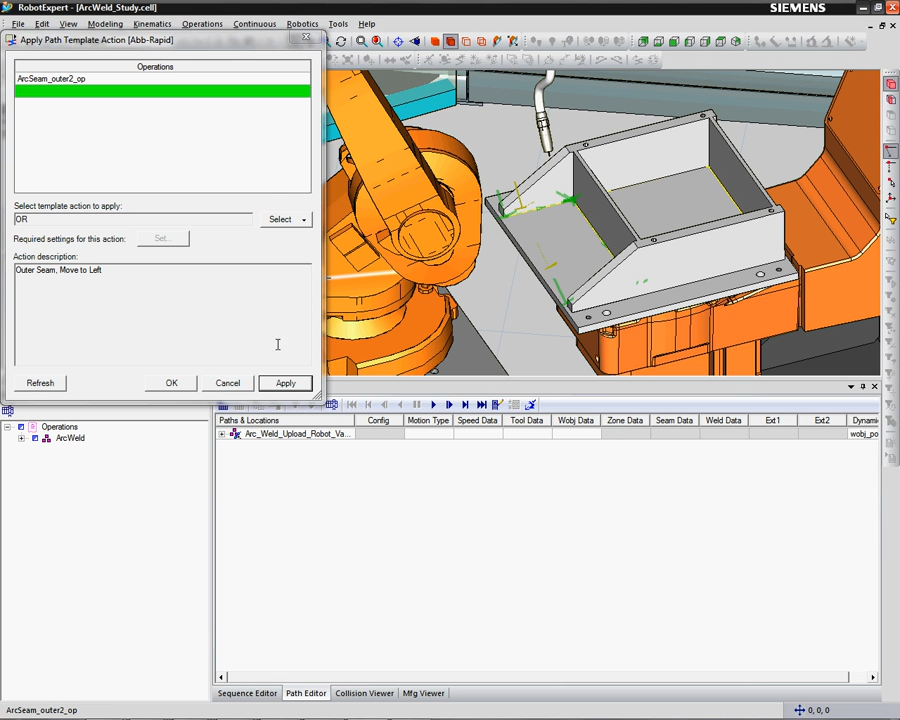 RobotExpert - [ArcWeld_Study.cell]
SIEMENS
File Edit View Modeling Kinematics Operations Continuous Robotics Tools Help
Apply Path Template Action [Abb-Rapid]
Operations
ArcSeam_outer2_op
Select template action to apply:
OR
Select
Required settings for this action:
Set...
Action description:
Outer Seam, Move to Left
Refresh
OK
Cancel
Apply
Operations
ArcWeld
Paths & Locations Config Motion Type Speed Data Tool Data Wobj Data Zone Data Seam Data Weld Data Ext1 Ext2 Dynami
Arc_Weld_Upload_Robot_Va...
wobj_po
Sequence Editor Path Editor Collision Viewer Mfg Viewer
ArcSeam_outer2_op
0, 0, 0